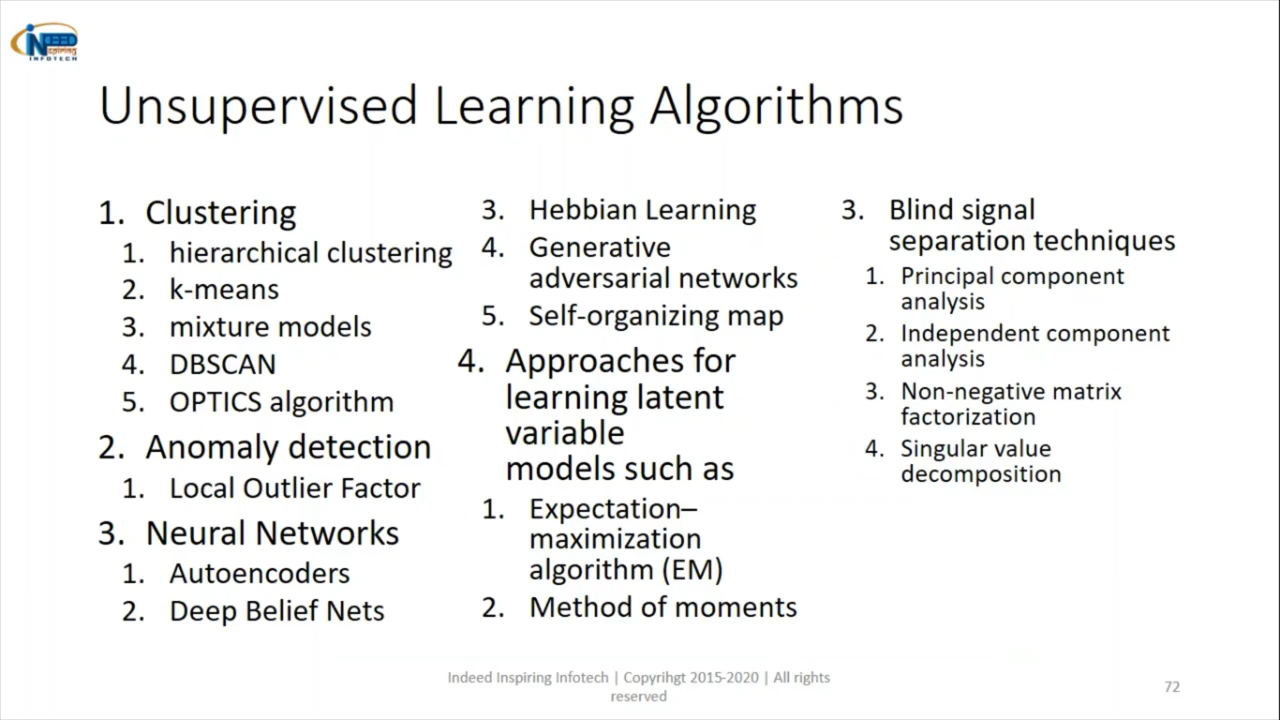 iNEED
nspiring
INFOTECH
Unsupervised Learning Algorithms
1. Clustering
1. hierarchical clustering
2. k-means
3. mixture models
4. DBSCAN
5. OPTICS algorithm
2. Anomaly detection
1. Local Outlier Factor
3. Neural Networks
1. Autoencoders
2. Deep Belief Nets
3. Hebbian Learning
4. Generative
adversarial networks
5. Self-organizing map
4. Approaches for
learning latent
variable
models such as
1. Expectation–
maximization
algorithm (EM)
2. Method of moments
3. Blind signal
separation techniques
1. Principal component
analysis
2. Independent component
analysis
3. Non-negative matrix
factorization
4. Singular value
decomposition
Indeed Inspiring Infotech | Copyrihgt 2015-2020 | All rights
reserved
72